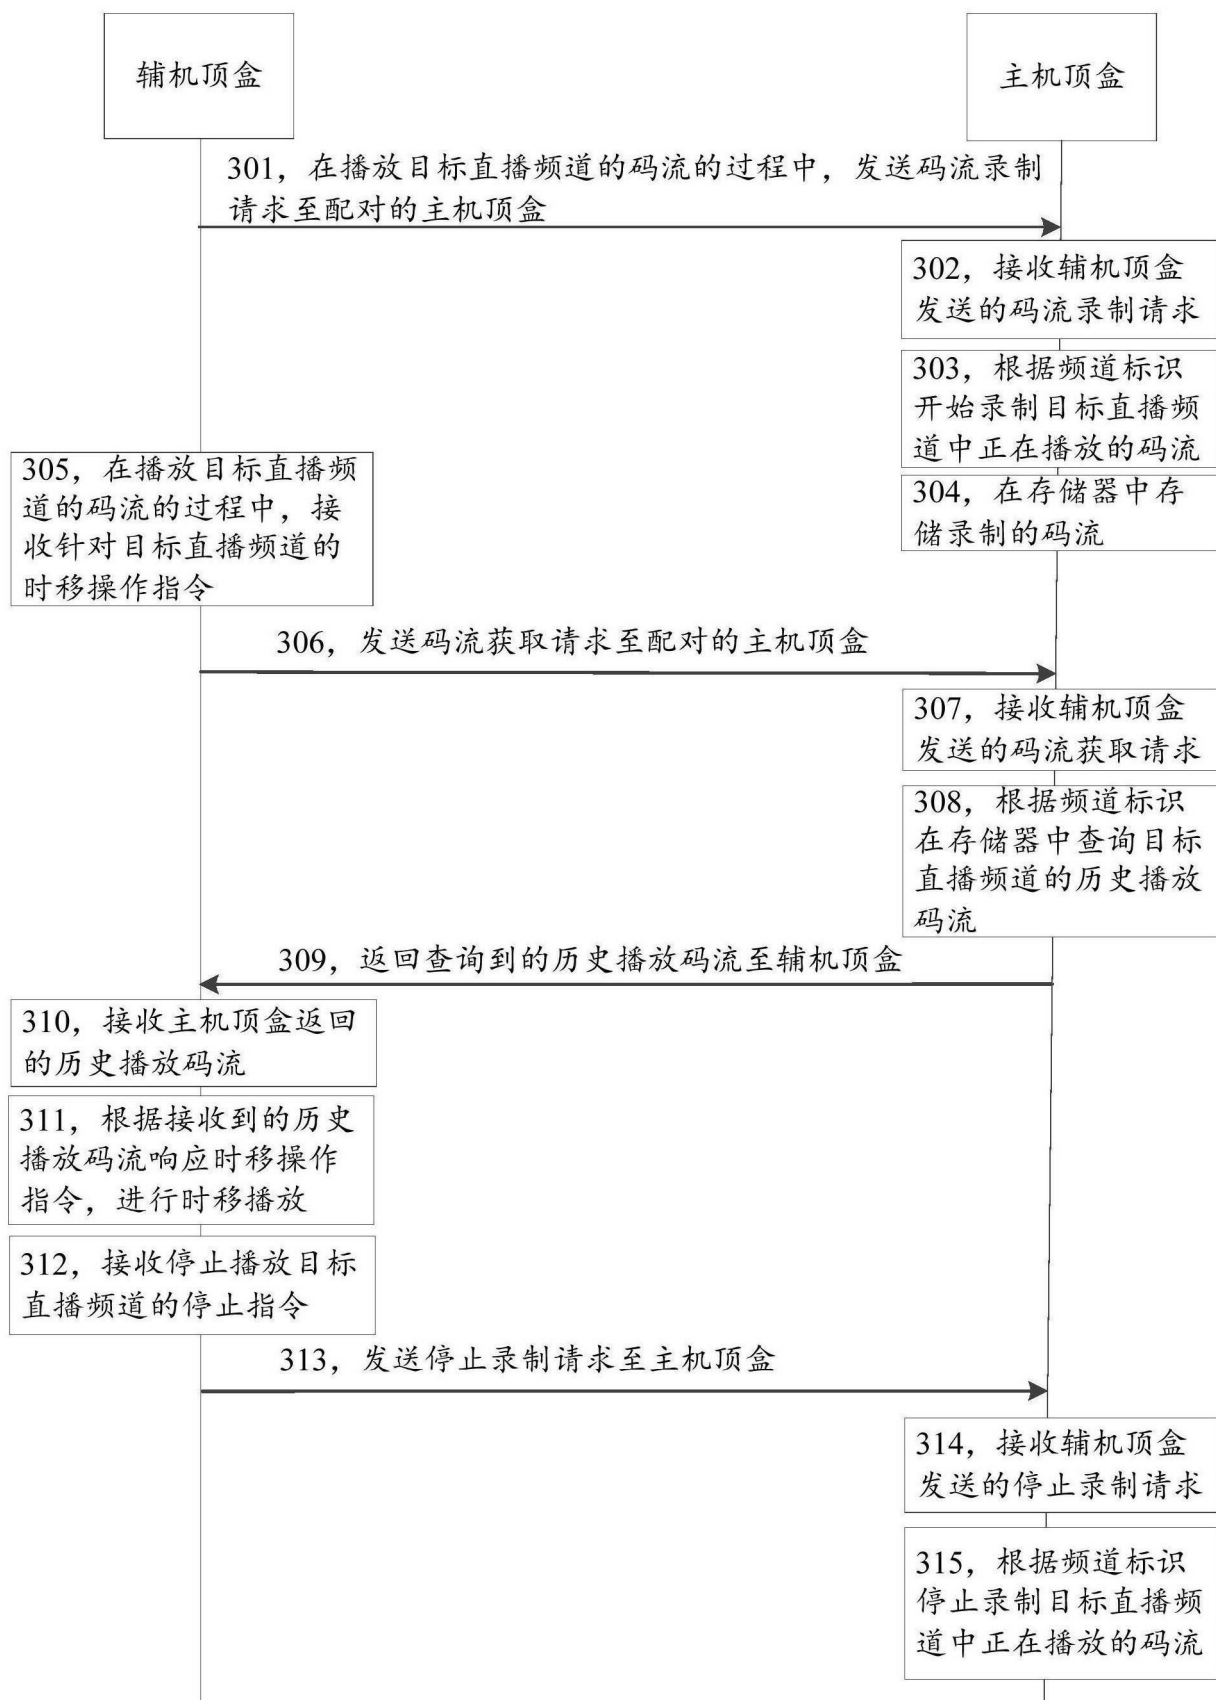 辅机顶盒
主机顶盒
301，在播放目标直播频道的码流的过程中，发送码流录制
请求至配对的主机顶盒
302，接收辅机顶盒
发送的码流录制请求
303，根据频道标识
开始录制目标直播频
道中正在播放的码流
304，在存储器中存
储录制的码流
305，在播放目标直播频
道的码流的过程中，接
收针对目标直播频道的
时移操作指令
306，发送码流获取请求至配对的主机顶盒
307，接收辅机顶盒
发送的码流获取请求
308，根据频道标识
在存储器中查询目标
直播频道的历史播放
码流
309，返回查询到的历史播放码流至辅机顶盒
310，接收主机顶盒返回
的历史播放码流
311，根据接收到的历史
播放码流响应时移操作
指令，进行时移播放
312，接收停止播放目标
直播频道的停止指令
313，发送停止录制请求至主机顶盒
314，接收辅机顶盒
发送的停止录制请求
315，根据频道标识
停止录制目标直播频
道中正在播放的码流